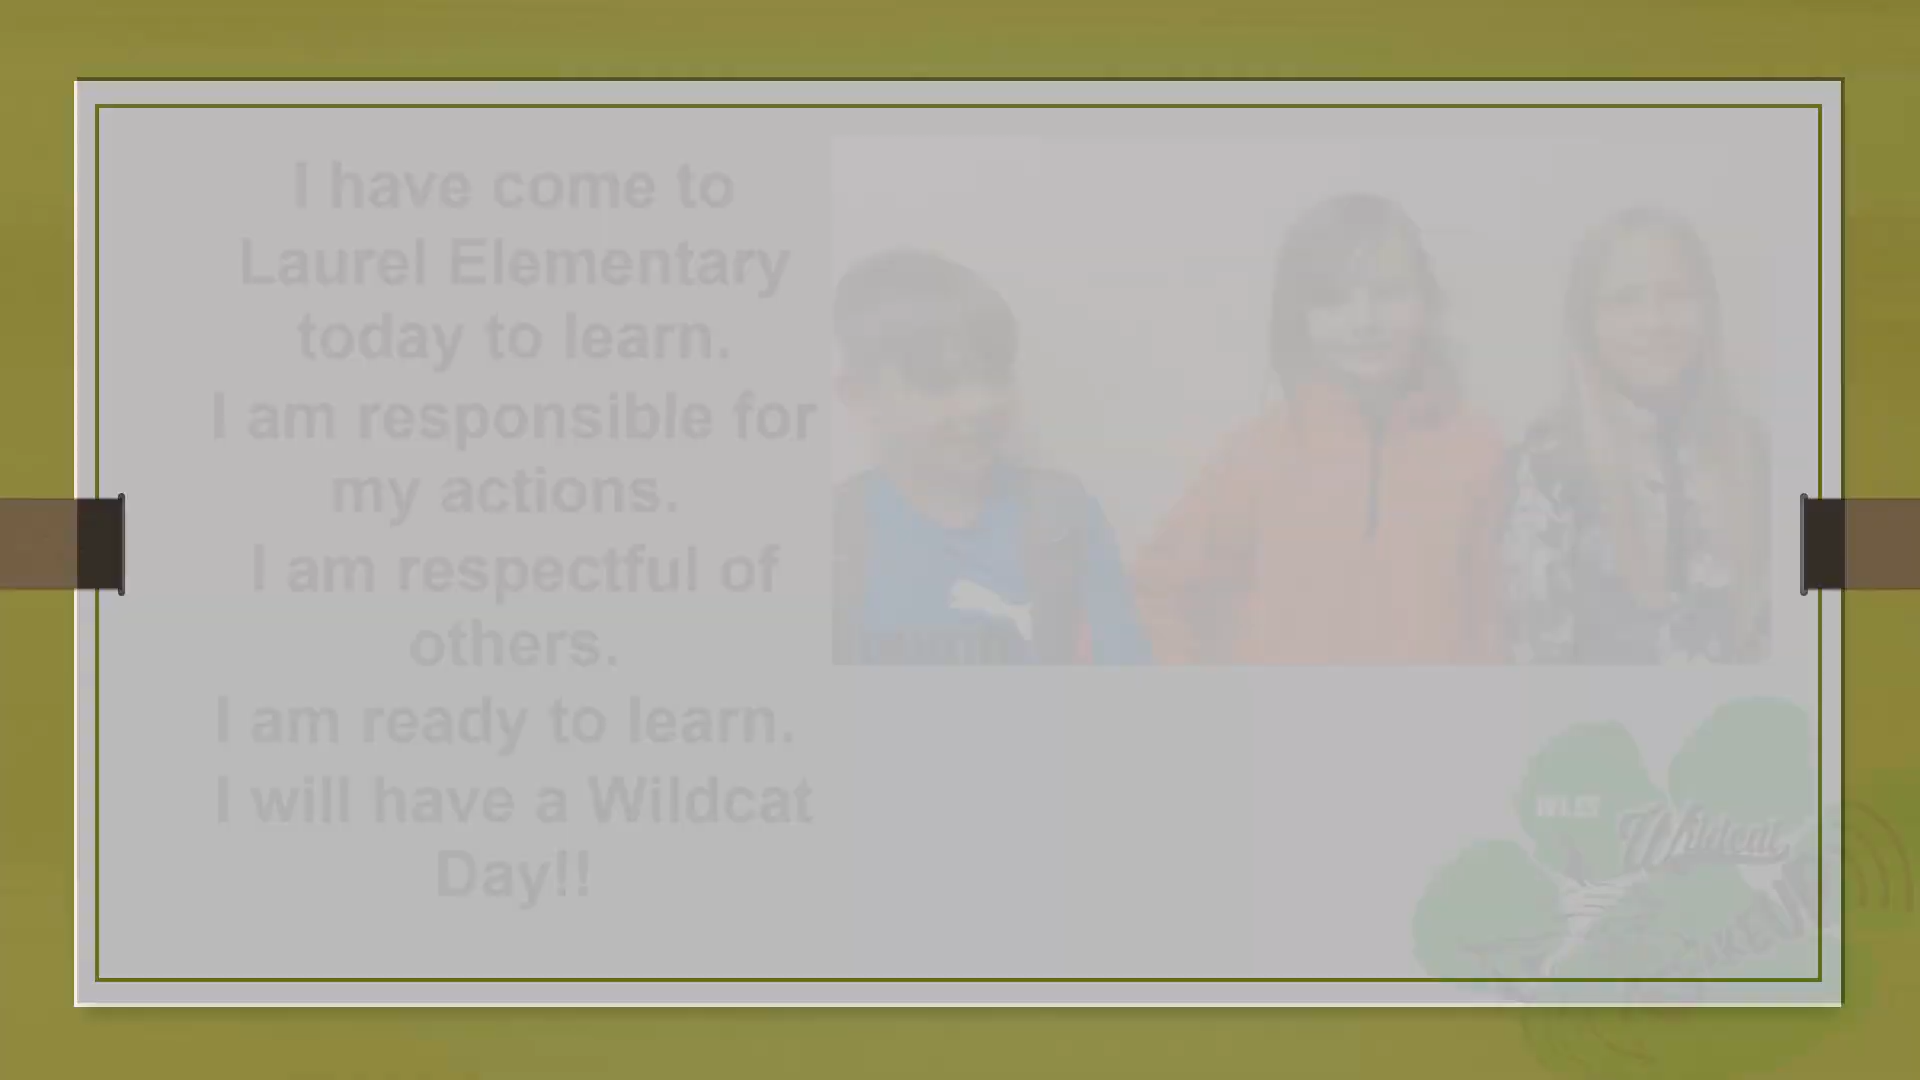 I have come to
Laurel Elementary
today to learn.
I am responsible for
my actions.
I am respectful of
others.
I am ready to learn.
I will have a Wildcat
Day!!
Wildcat